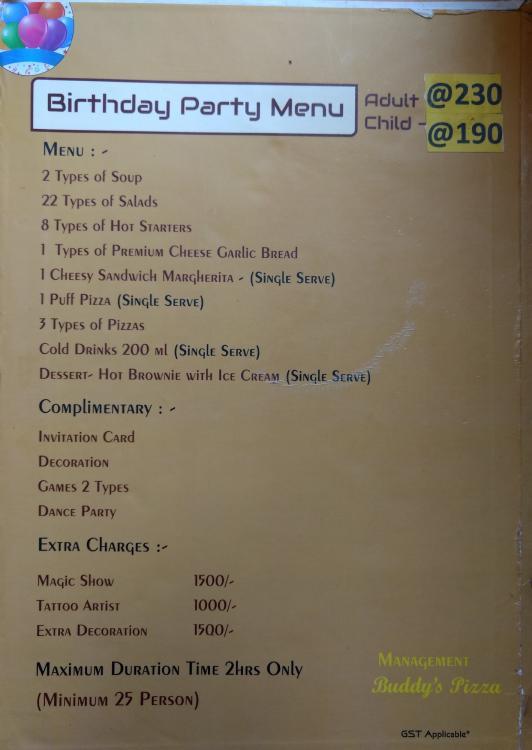 Birthday Party Menu
Adult @230
Child - @190
Menu : -
2 Types of Soup
22 Types of Salads
8 Types of Hot Starters
1 Types of Premium Cheese Garlic Bread
1 Cheesy Sandwich Margherita - (Single Serve)
1 Puff Pizza (Single Serve)
3 Types of Pizzas
Cold Drinks 200 ml (Single Serve)
Dessert- Hot Brownie with Ice Cream (Single Serve)
Complimentary : -
Invitation Card
Decoration
Games 2 Types
Dance Party
Extra Charges :-
Magic Show 1500/-
Tattoo Artist 1000/-
Extra Decoration 1500/-
Maximum Duration Time 2hrs Only
(Minimum 25 Person)
Management
Buddy's Pizza
GST Applicable*